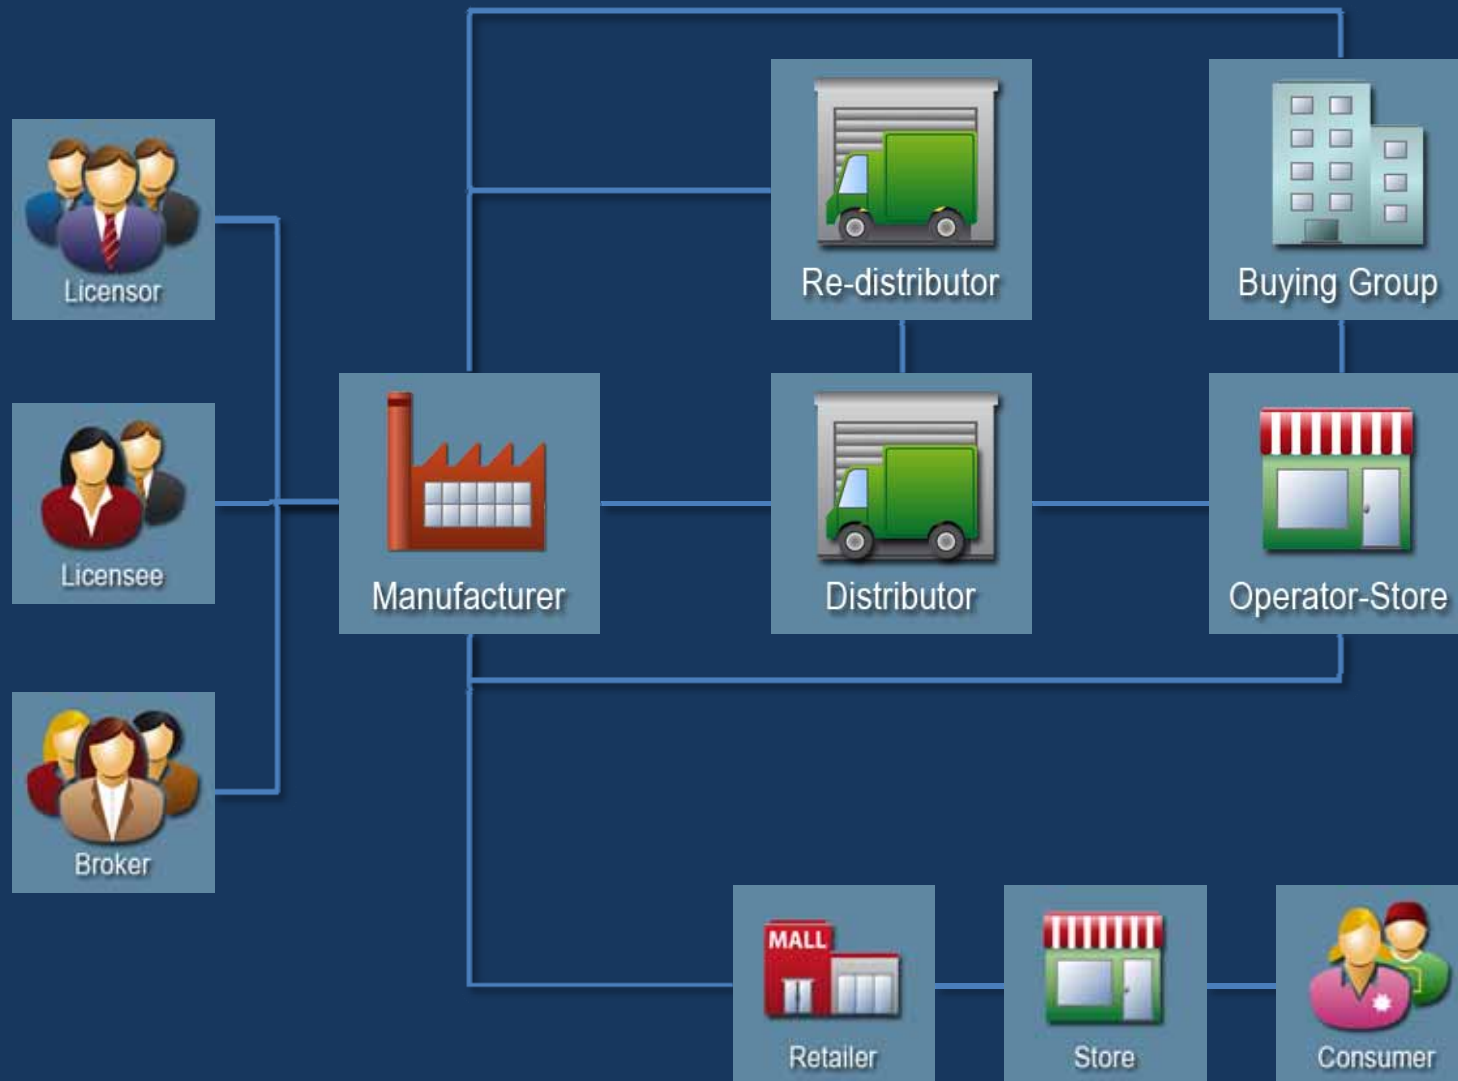 Licensor
Re-distributor
Buying Group
Licensee
Manufacturer
Distributor
Operator-Store
Broker
MALL
Retailer
Store
Consumer